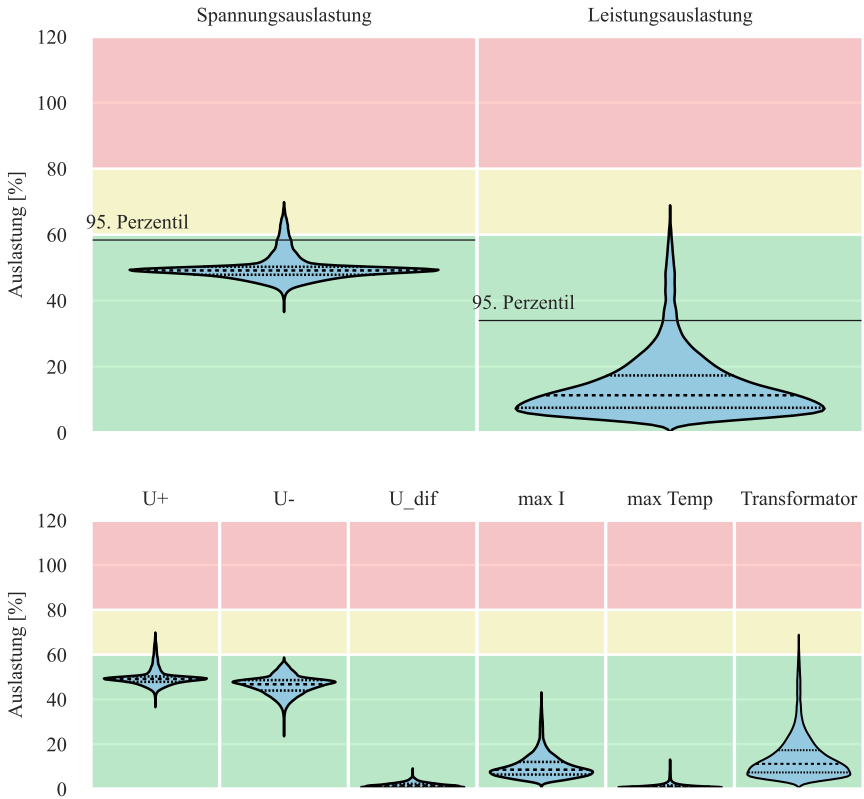 Spannungsauslastung Leistungsauslastung
120
100
80
60
40
20
0
Auslastung [%]
95. Perzentil
95. Perzentil
U+ U- U_dif max I max Temp Transformator
120
100
80
60
40
20
0
Auslastung [%]